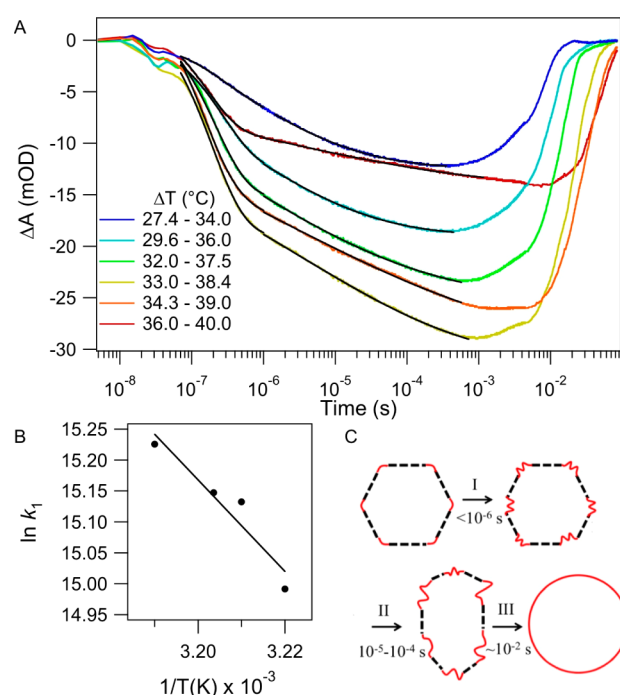 A
0
-5
-10
-15
-20
-25
-30
ΔA (mOD)
ΔT (°C)
27.4 - 34.0
29.6 - 36.0
32.0 - 37.5
33.0 - 38.4
34.3 - 39.0
36.0 - 40.0
10⁻⁸ 10⁻⁷ 10⁻⁶ 10⁻⁵ 10⁻⁴ 10⁻³ 10⁻²
Time (s)
B
15.25
15.20
15.15
15.10
15.05
15.00
14.95
ln k₁
3.20 3.22
1/T(K) x 10⁻³
C
I
<10⁻⁶ s
II
10⁻⁵-10⁻⁴ s
III
~10⁻² s